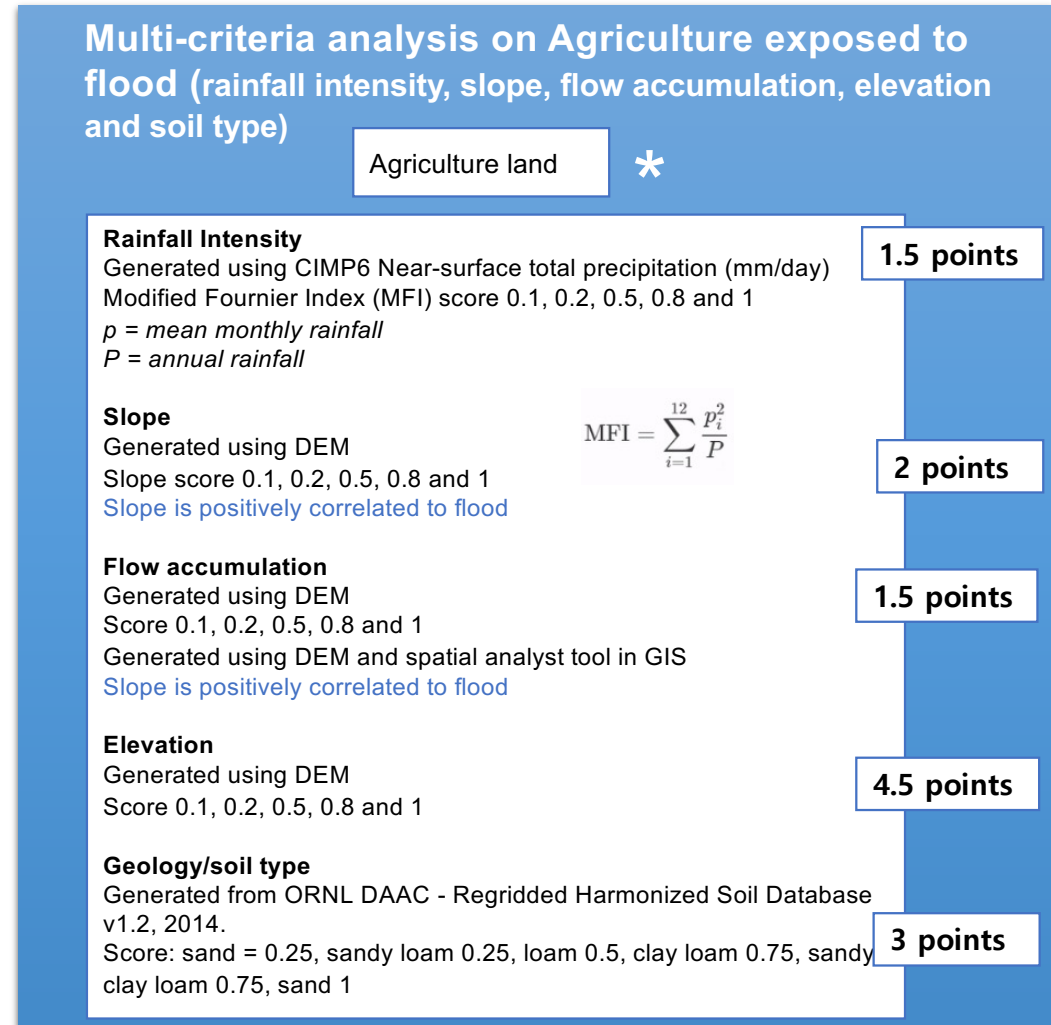 Multi-criteria analysis on Agriculture exposed to
flood (rainfall intensity, slope, flow accumulation, elevation
and soil type)
Agriculture land
*
Rainfall Intensity
1.5 points
Generated using CIMP6 Near-surface total precipitation (mm/day)
Modified Fournier Index (MFI) score 0.1, 0.2, 0.5, 0.8 and 1
p = mean monthly rainfall
P = annual rainfall
Slope
MFI = \sum_{i=1}^{12} \frac{p_i^2}{P}
Generated using DEM
Slope score 0.1, 0.2, 0.5, 0.8 and 1
2 points
Slope is positively correlated to flood
Flow accumulation
Generated using DEM
1.5 points
Score 0.1, 0.2, 0.5, 0.8 and 1
Generated using DEM and spatial analyst tool in GIS
Slope is positively correlated to flood
Elevation
Generated using DEM
4.5 points
Score 0.1, 0.2, 0.5, 0.8 and 1
Geology/soil type
Generated from ORNL DAAC - Regridded Harmonized Soil Database
v1.2, 2014.
3 points
Score: sand = 0.25, sandy loam 0.25, loam 0.5, clay loam 0.75, sandy
clay loam 0.75, sand 1